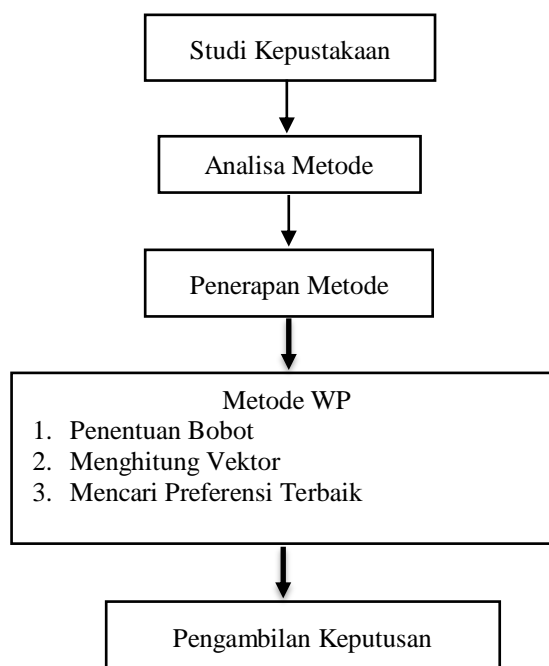 Studi Kepustakaan
Analisa Metode
Penerapan Metode
Metode WP
1. Penentuan Bobot
2. Menghitung Vektor
3. Mencari Preferensi Terbaik
Pengambilan Keputusan